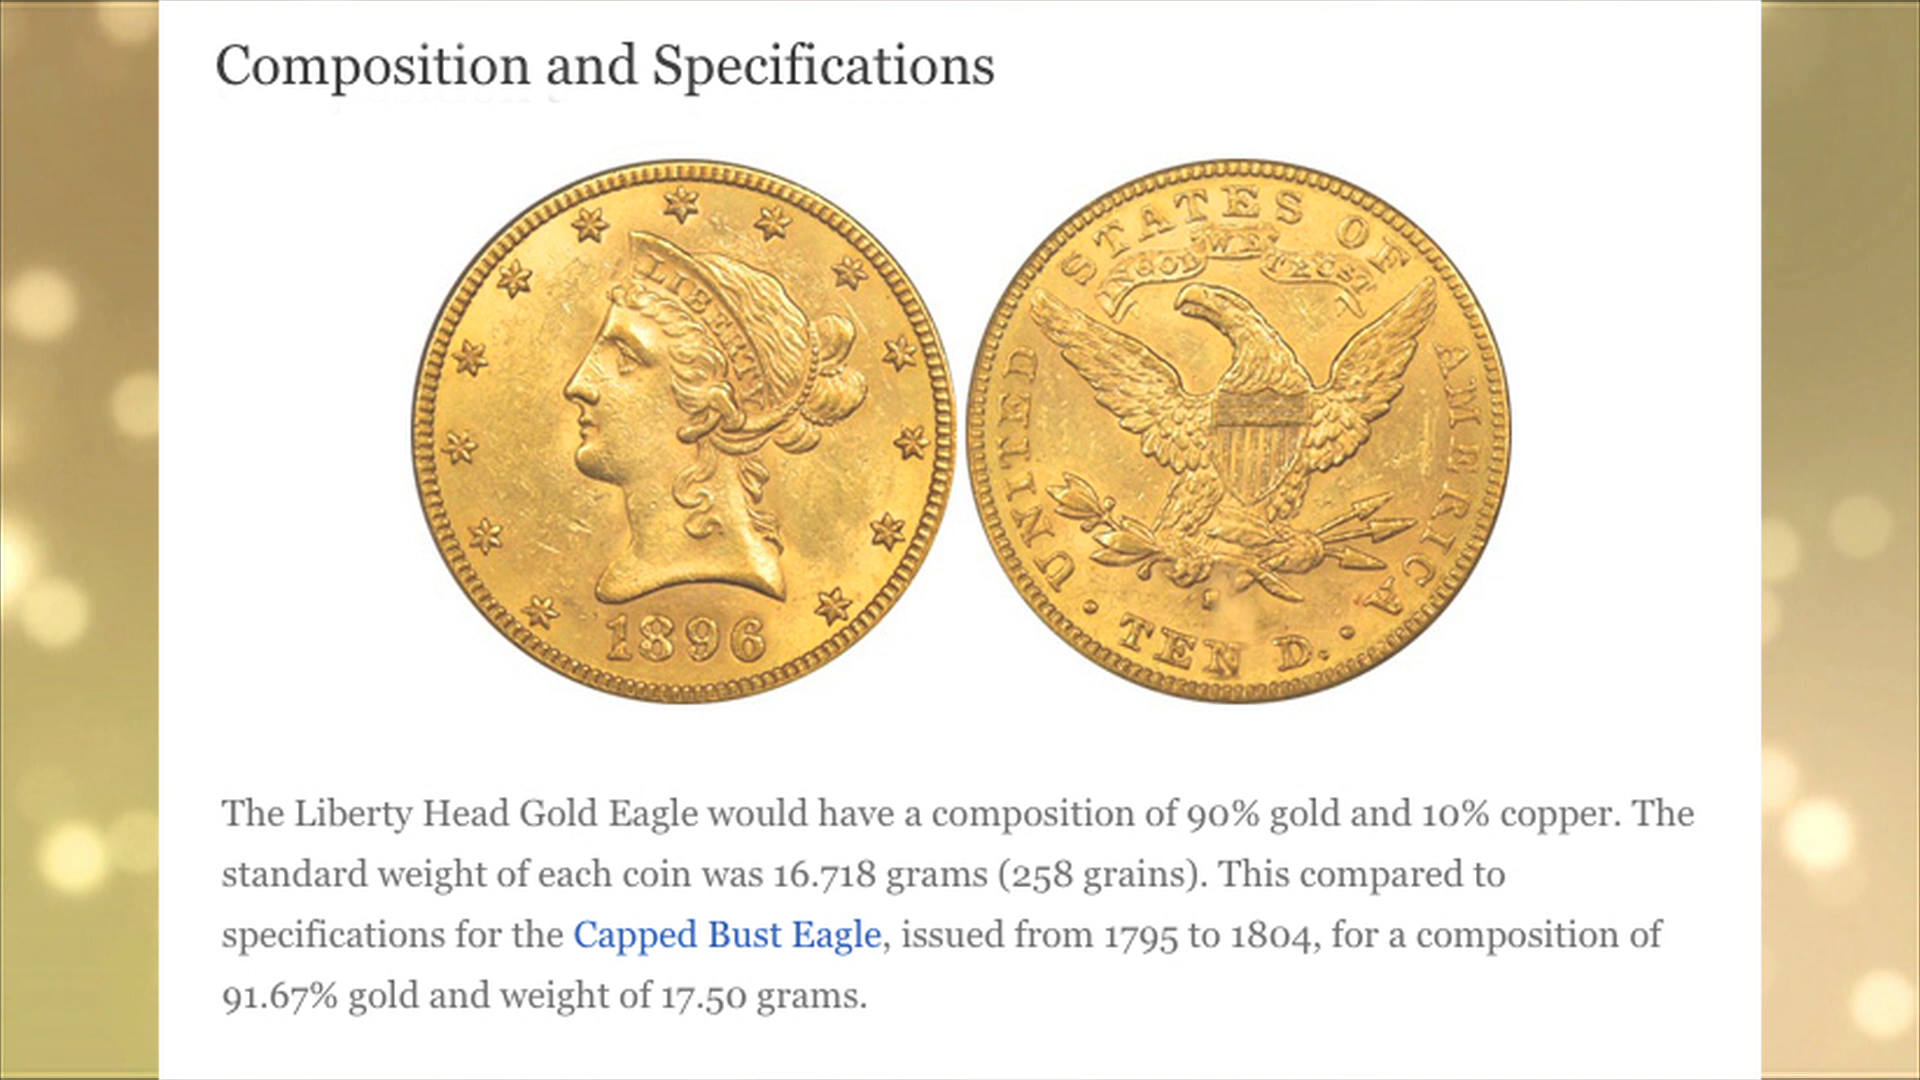 Composition and Specifications
LIBERTY
1896
UNITED STATES OF AMERICA
IN GOD WE TRUST
TEN D.
The Liberty Head Gold Eagle would have a composition of 90% gold and 10% copper. The
standard weight of each coin was 16.718 grams (258 grains). This compared to
specifications for the Capped Bust Eagle, issued from 1795 to 1804, for a composition of
91.67% gold and weight of 17.50 grams.